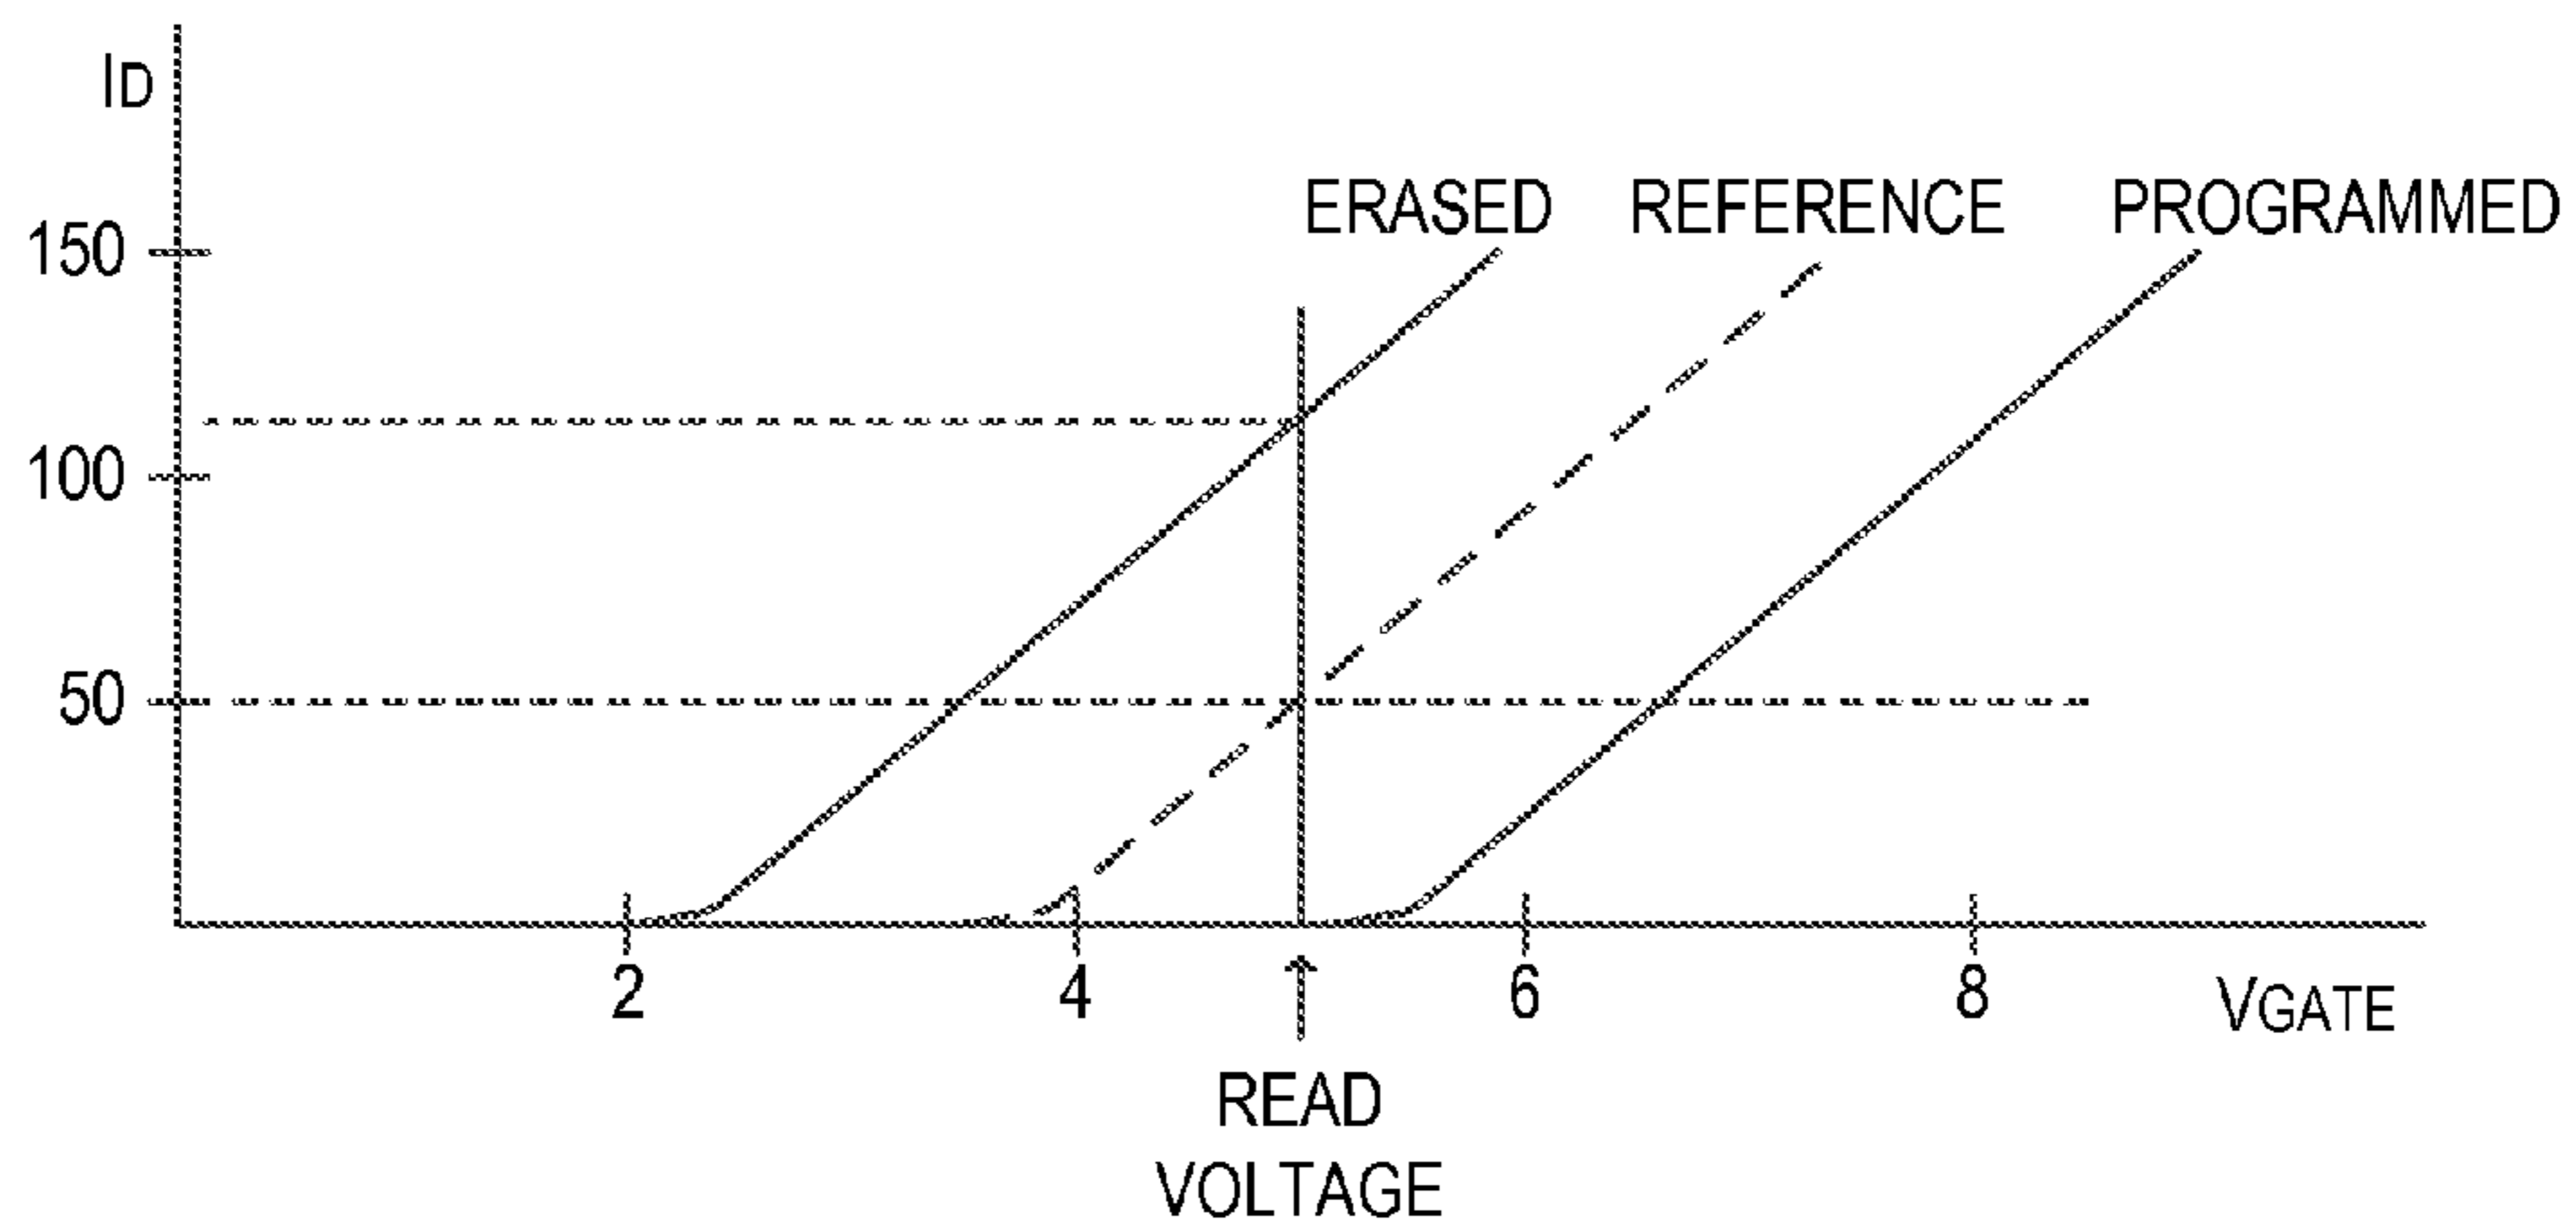 ID
ERASED REFERENCE PROGRAMMED
150
100
50
2 4 6 8 VGATE
READ
VOLTAGE